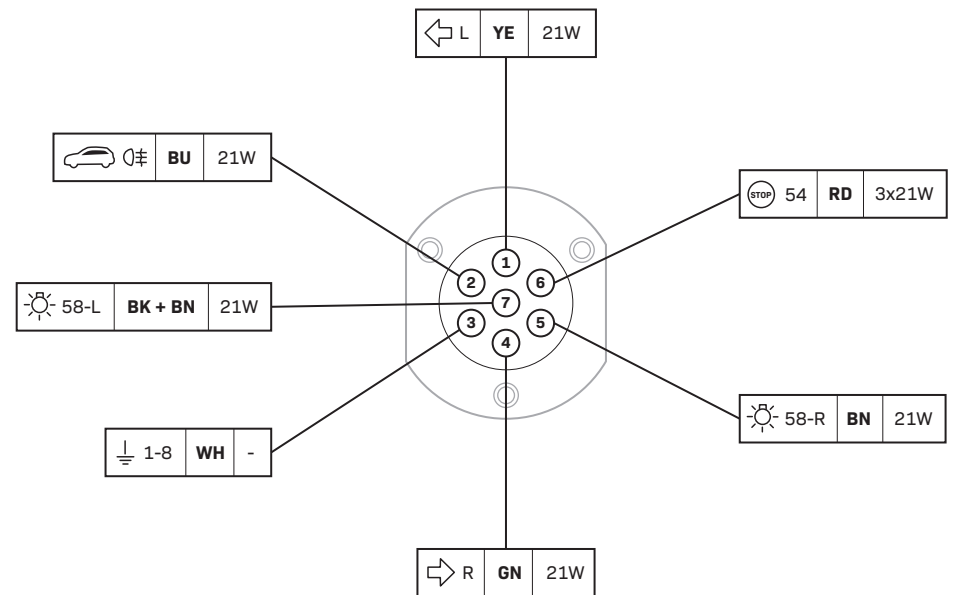 L YE 21W
BU 21W
STOP 54 RD 3x21W
1
2
6
7
3
5
4
58-L BK + BN 21W
58-R BN 21W
1-8 WH -
R GN 21W